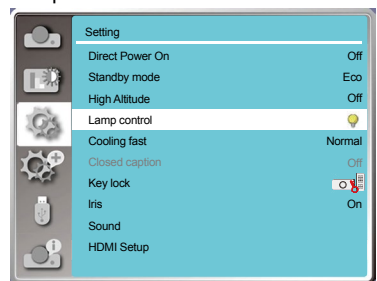 Setting
Direct Power On Off
Standby mode Eco
High Altitude Off
Lamp control
Cooling fast Normal
Closed caption Off
Key lock
Iris On
Sound
HDMI Setup